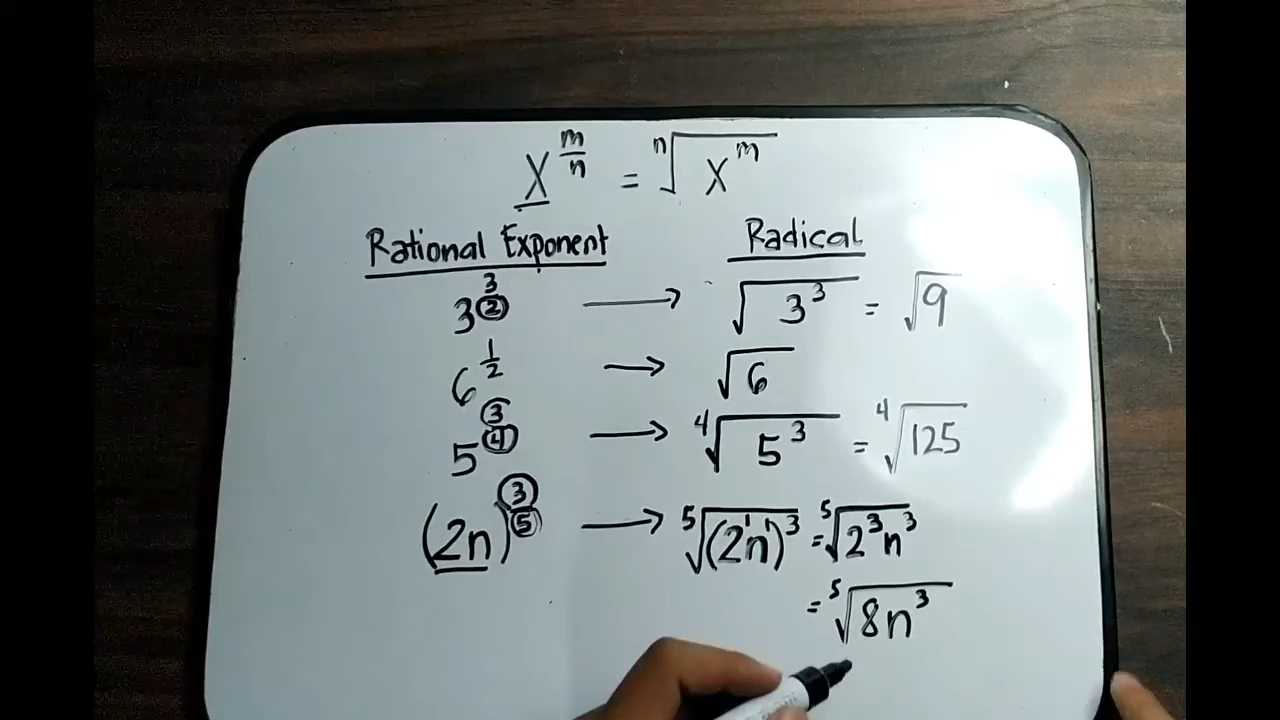 x^(m/n) = ⁿ√(x^m)
Rational Exponent Radical
3^(3/2) → √(3³) = √9
6^(1/2) → √6
5^(3/4) → ⁴√(5³) = ⁴√125
(2n)^(3/5) → ⁵√((2¹n¹)³) = ⁵√(2³n³)
= ⁵√(8n³)